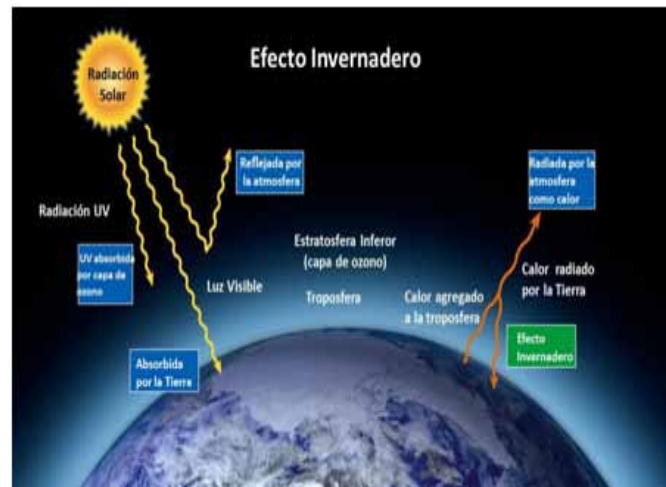 Efecto Invernadero
Radiación
Solar
Reflejada por
la atmosfera
Radiada por la
atmosfera
como calor
Radiación UV
UV absorbida
por capa de
ozono
Estratosfera Inferior
(capa de ozono)
Luz Visible
Troposfera
Calor agregado
a la troposfera
Calor radiado
por la Tierra
Efecto
Invernadero
Absorbida
por la Tierra